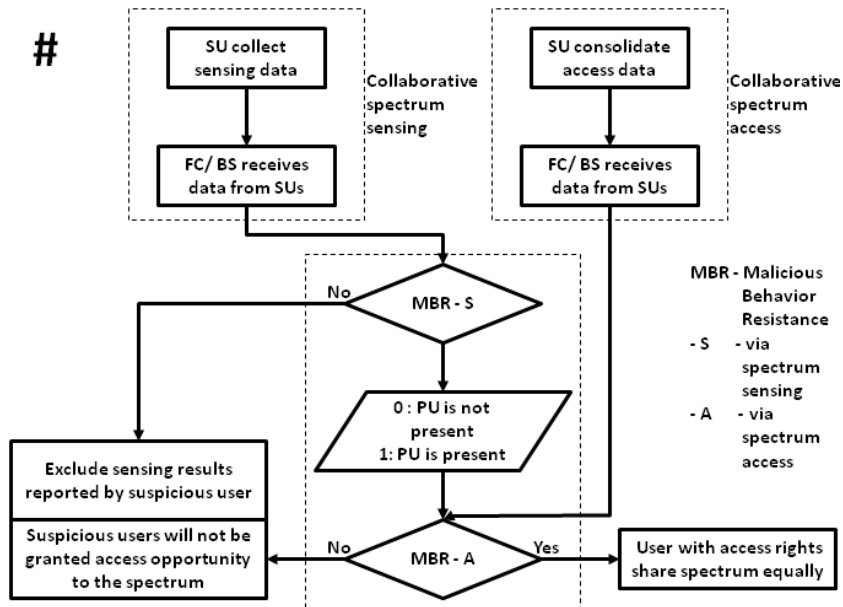 #
SU collect
sensing data
Collaborative
spectrum
sensing
FC/ BS receives
data from SUs
SU consolidate
access data
Collaborative
spectrum
access
FC/ BS receives
data from SUs
No
MBR - S
MBR - Malicious
Behavior
Resistance
- S - via
spectrum
sensing
- A - via
spectrum
access
0 : PU is not
present
1: PU is present
Exclude sensing results
reported by suspicious user
Suspicious users will not be
granted access opportunity
to the spectrum
No
MBR - A
Yes
User with access rights
share spectrum equally